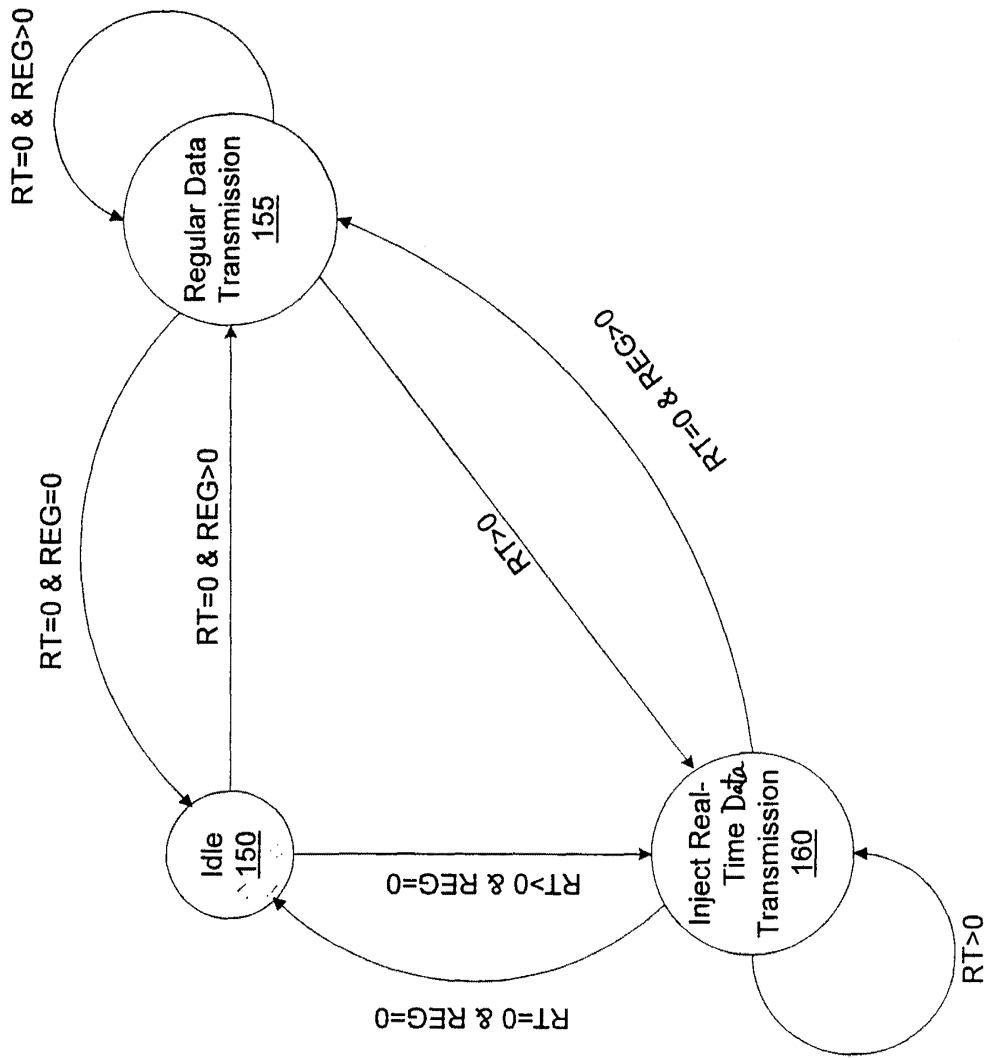 RT=0 & REG>0
Regular Data
Transmission
155
RT=0 & REG=0
RT=0 & REG>0
RT>0
RT=0 & REG>0
Idle
150
RT>0 & REG=0
RT=0 & REG=0
Inject Real-
Time Data
Transmission
160
RT>0